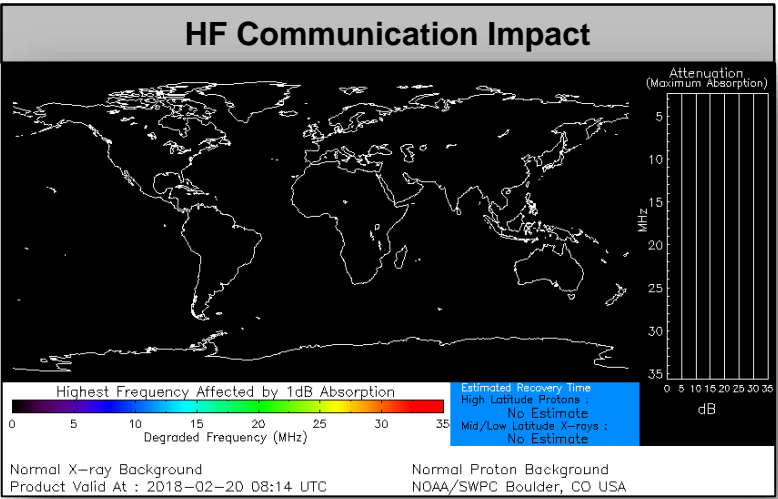 HF Communication Impact
Attenuation
(Maximum Absorption)
5
10
15
20
25
30
35
MHz
0 5 10 15 20 25 30 35
dB
Highest Frequency Affected by 1dB Absorption
0 5 10 15 20 25 30 35
Degraded Frequency (MHz)
Estimated Recovery Time
High Latitude Protons :
No Estimate
Mid/Low Latitude X-rays :
No Estimate
Normal X-ray Background
Product Valid At : 2018-02-20 08:14 UTC
Normal Proton Background
NOAA/SWPC Boulder, CO USA